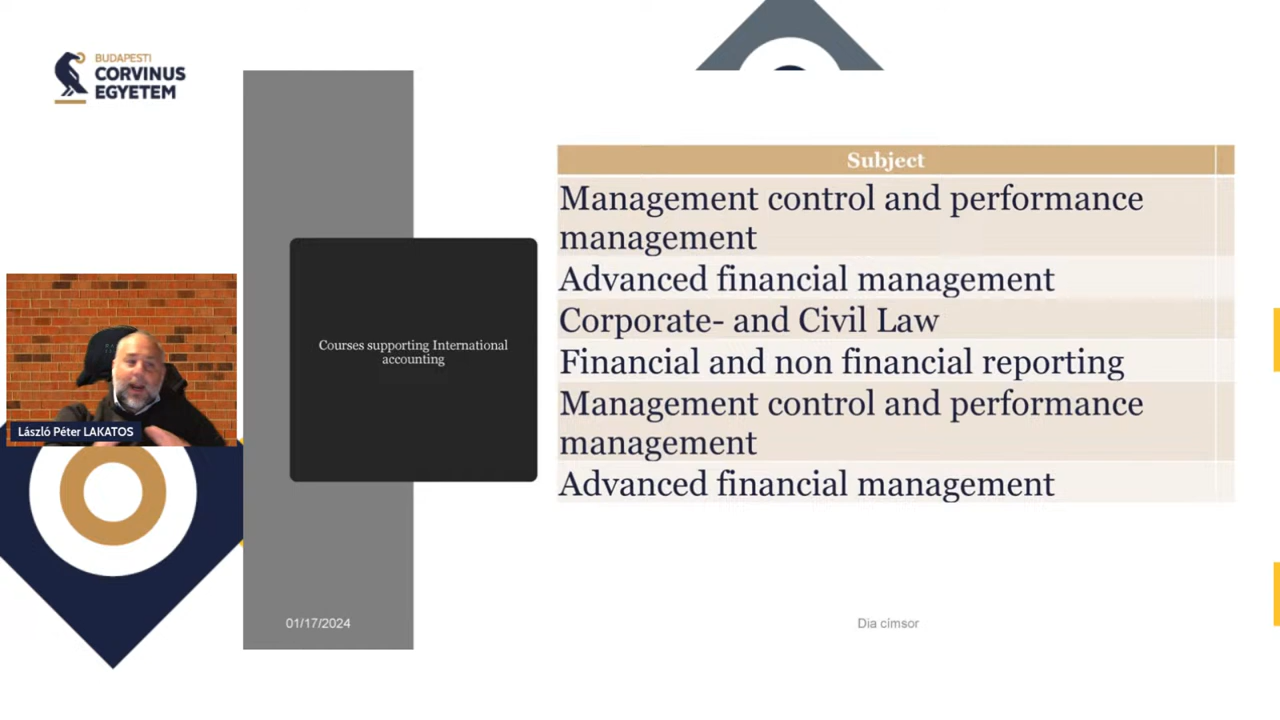 BUDAPESTI
CORVINUS
EGYETEM
László Péter LAKATOS
Courses supporting International
accounting
01/17/2024
Subject
Management control and performance
management
Advanced financial management
Corporate- and Civil Law
Financial and non financial reporting
Management control and performance
management
Advanced financial management
Dia címsor